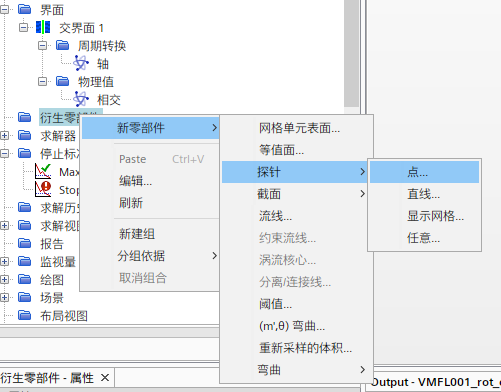 界面
交界面 1
周期转换
轴
物理值
相交
衍生零部件
求解器
停止标准
Max
Stop
求解历史
求解视图
报告
监视量
绘图
场景
布局视图
新零部件
Paste Ctrl+V
编辑...
刷新
新建组
分组依据
取消组合
网格单元表面...
等值面...
探针
截面
流线...
约束流线...
涡流核心...
分离/连接线...
阈值...
(m',θ) 弯曲...
重新采样的体积...
弯曲
点...
直线...
显示网格...
任意...
衍生零部件 - 属性
Output - VMFL001_rot_